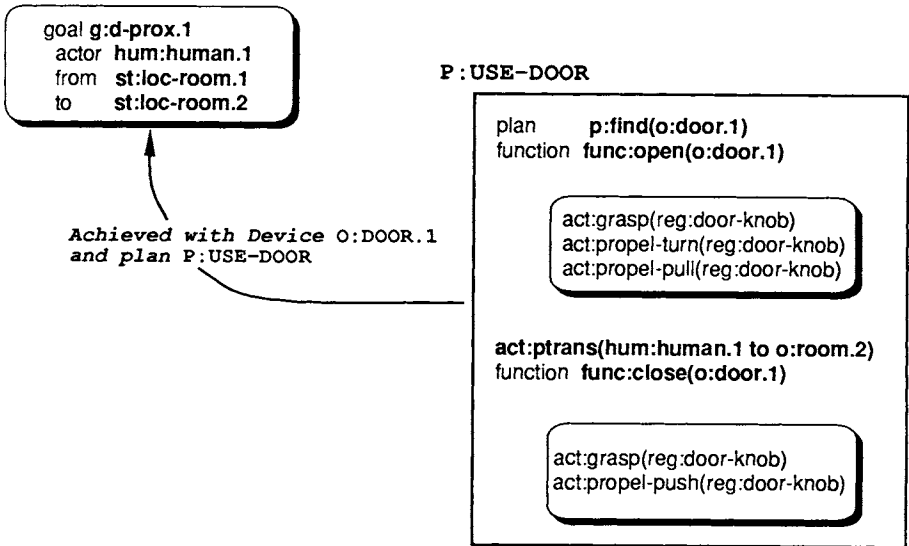 goal g:d-prox.1
actor hum:human.1
from st:loc-room.1
to st:loc-room.2
Achieved with Device O:DOOR.1
and plan P:USE-DOOR
P:USE-DOOR
plan p:find(o:door.1)
function func:open(o:door.1)
act:grasp(reg:door-knob)
act:propel-turn(reg:door-knob)
act:propel-pull(reg:door-knob)
act:ptrans(hum:human.1 to o:room.2)
function func:close(o:door.1)
act:grasp(reg:door-knob)
act:propel-push(reg:door-knob)